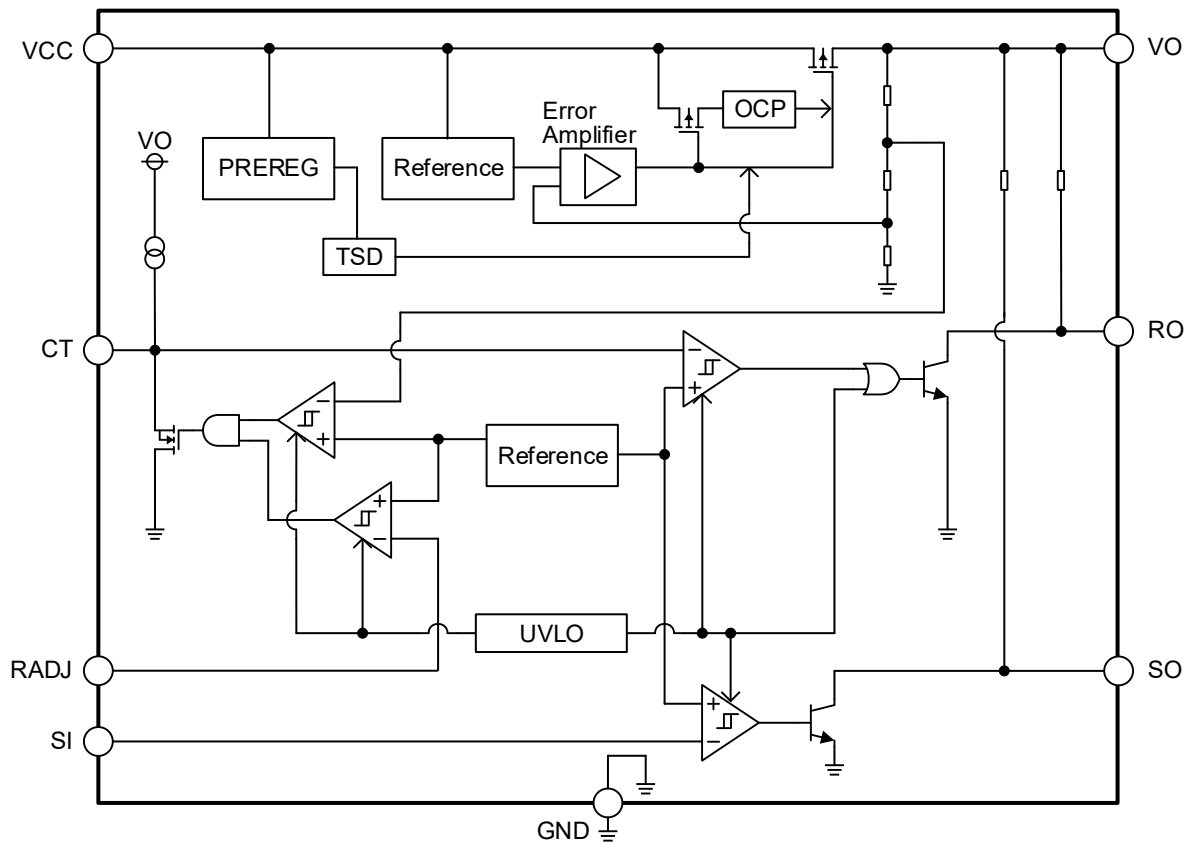 VCC
VO
OCP
Error
Amplifier
VO
PREREG
Reference
TSD
CT
RO
−
+
−
+
Reference
+
−
UVLO
RADJ
SO
+
−
SI
GND